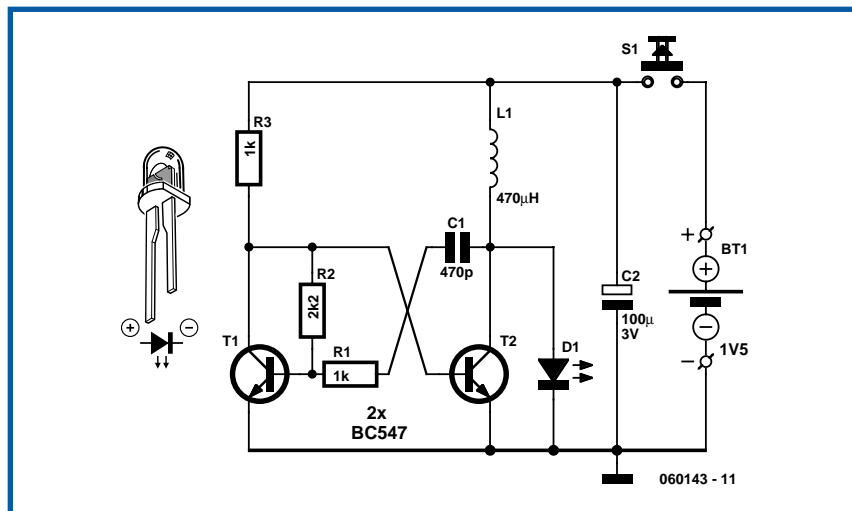 S1
L1
R3
1k
470µH
C1
470p
+
BT1
R2
2k2
C2
100µ
3V
T1
R1
1k
T2
D1
1V5
–
2x
BC547
060143 - 11